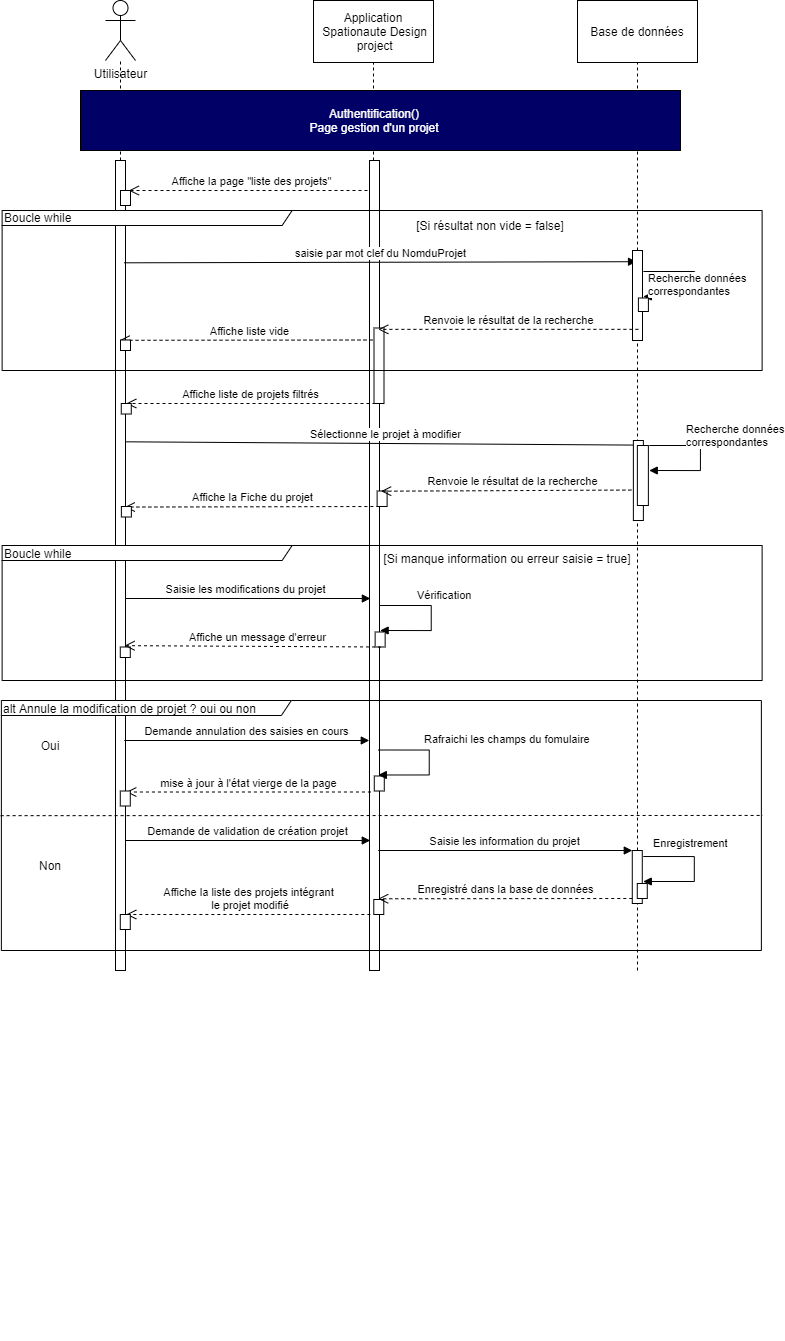 Application
Spationaute Design
project
Base de données
Utilisateur
Authentification()
Page gestion d'un projet
Affiche la page "liste des projets"
Boucle while
[Si résultat non vide = false]
saisie par mot clef du NomduProjet
Recherche données
correspondantes
Renvoie le résultat de la recherche
Affiche liste vide
Affiche liste de projets filtrés
Sélectionne le projet à modifier
Recherche données
correspondantes
Renvoie le résultat de la recherche
Affiche la Fiche du projet
Boucle while
[Si manque information ou erreur saisie = true]
Saisie les modifications du projet
Vérification
Affiche un message d'erreur
alt Annule la modification de projet ? oui ou non
Oui
Demande annulation des saisies en cours
Rafraichi les champs du fomulaire
mise à jour à l'état vierge de la page
Demande de validation de création projet
Saisie les information du projet
Enregistrement
Non
Affiche la liste des projets intégrant
le projet modifié
Enregistré dans la base de données